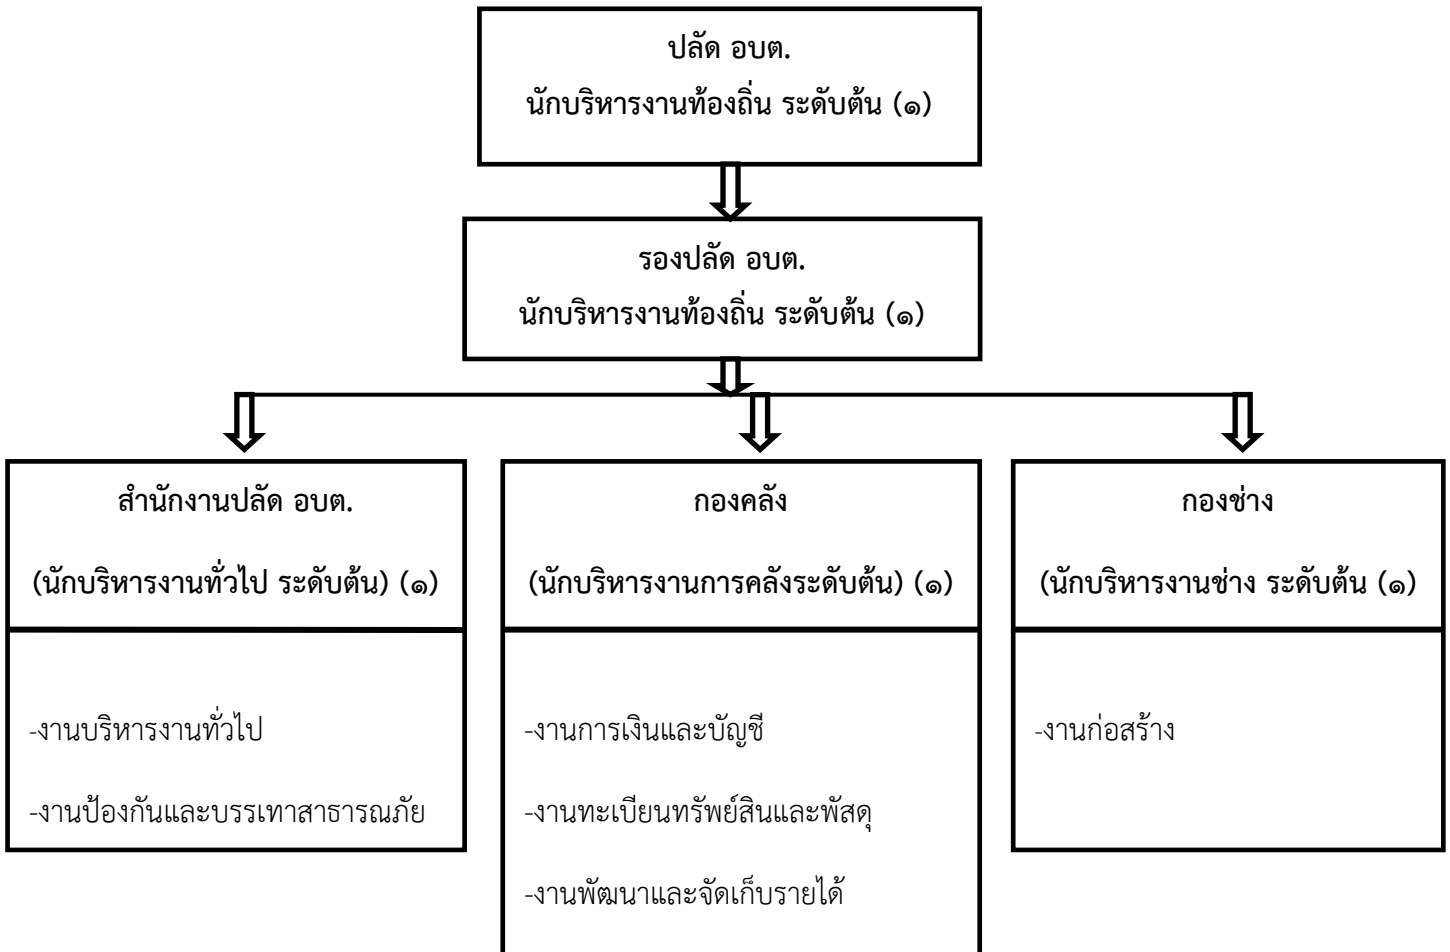 ปลัด อบต.
นักบริหารงานท้องถิ่น ระดับต้น (๑)
รองปลัด อบต.
นักบริหารงานท้องถิ่น ระดับต้น (๑)
สำนักงานปลัด อบต.
(นักบริหารงานทั่วไป ระดับต้น) (๑)
-งานบริหารงานทั่วไป
-งานป้องกันและบรรเทาสาธารณภัย
กองคลัง
(นักบริหารงานการคลังระดับต้น) (๑)
-งานการเงินและบัญชี
-งานทะเบียนทรัพย์สินและพัสดุ
-งานพัฒนาและจัดเก็บรายได้
กองช่าง
(นักบริหารงานช่าง ระดับต้น (๑)
-งานก่อสร้าง